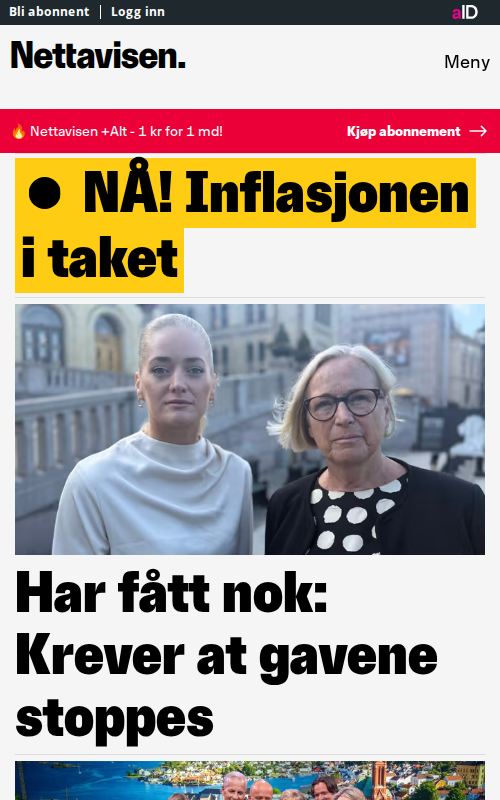 Bli abonnent Logg inn aID
Nettavisen.
Meny
🔥 Nettavisen +Alt - 1 kr for 1 md! Kjøp abonnement →
● NÅ! Inflasjonen
i taket
Har fått nok:
Krever at gavene
stoppes